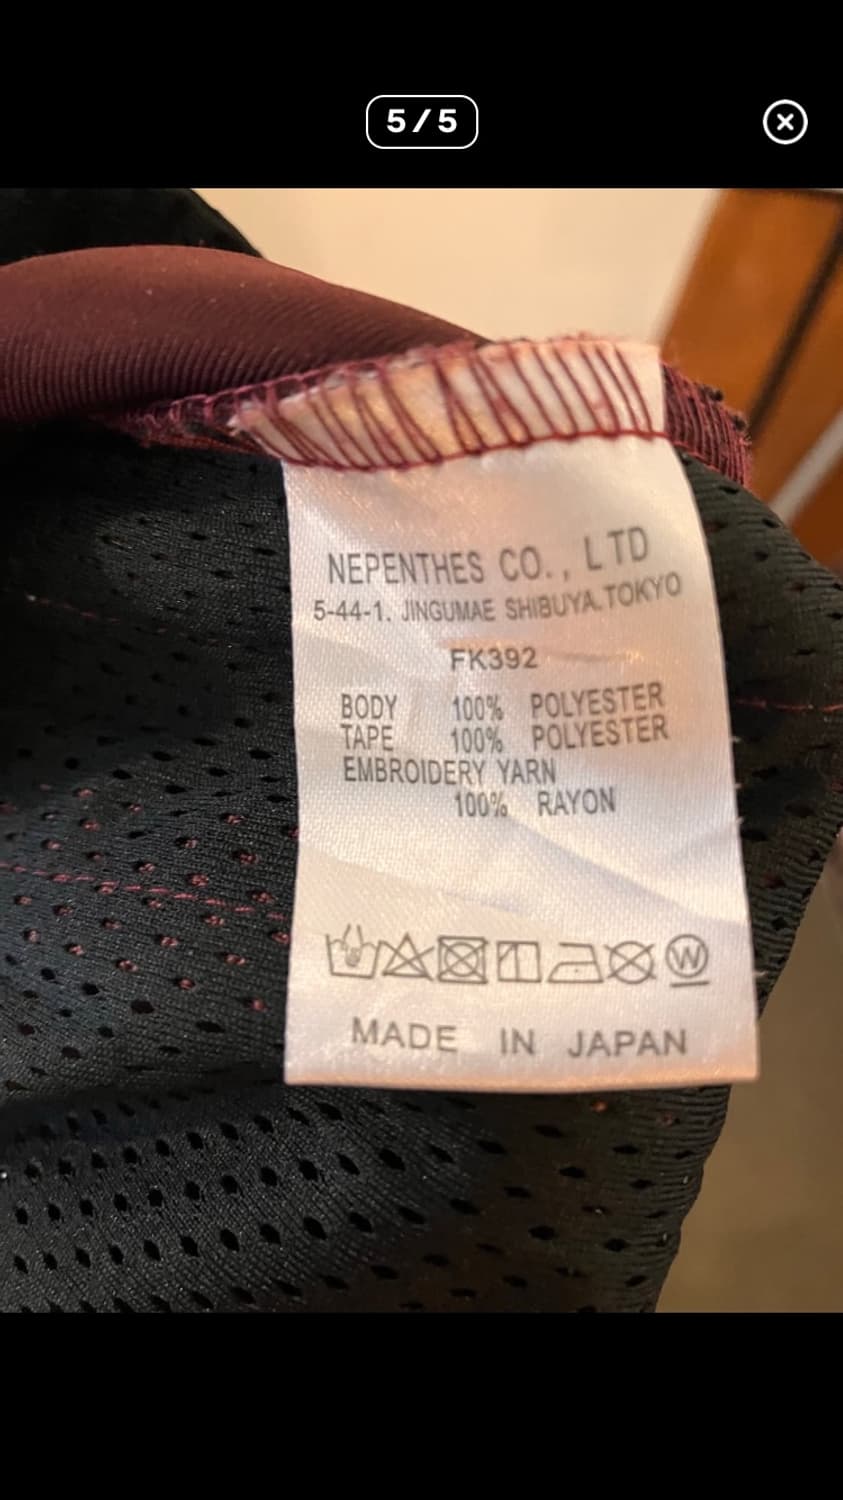 5/5
NEPENTHES CO., LTD
5-44-1. JINGUMAE SHIBUYA.TOKYO
FK392
BODY 100% POLYESTER
TAPE 100% POLYESTER
EMBROIDERY YARN
100% RAYON
W
MADE IN JAPAN